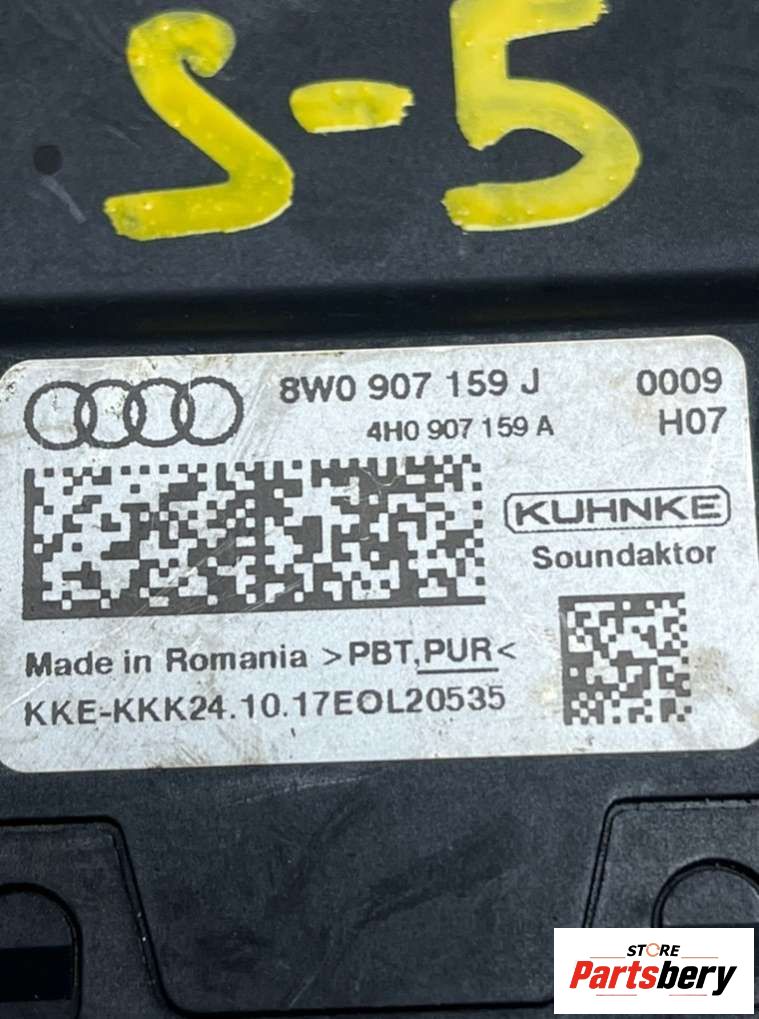 S-5
8W0 907 159 J 0009
4H0 907 159 A H07
KUHNKE
Soundaktor
Made in Romania >PBT,PUR<
KKE-KKK24.10.17EOL20535
STORE
Partsbery